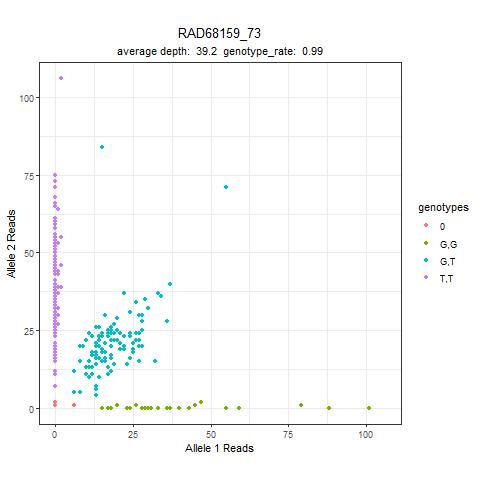 RAD68159_73
average depth:  39.2  genotype_rate:  0.99
100
75
50
25
0
Allele 2 Reads
0 25 50 75 100
Allele 1 Reads
genotypes
0
G,G
G,T
T,T